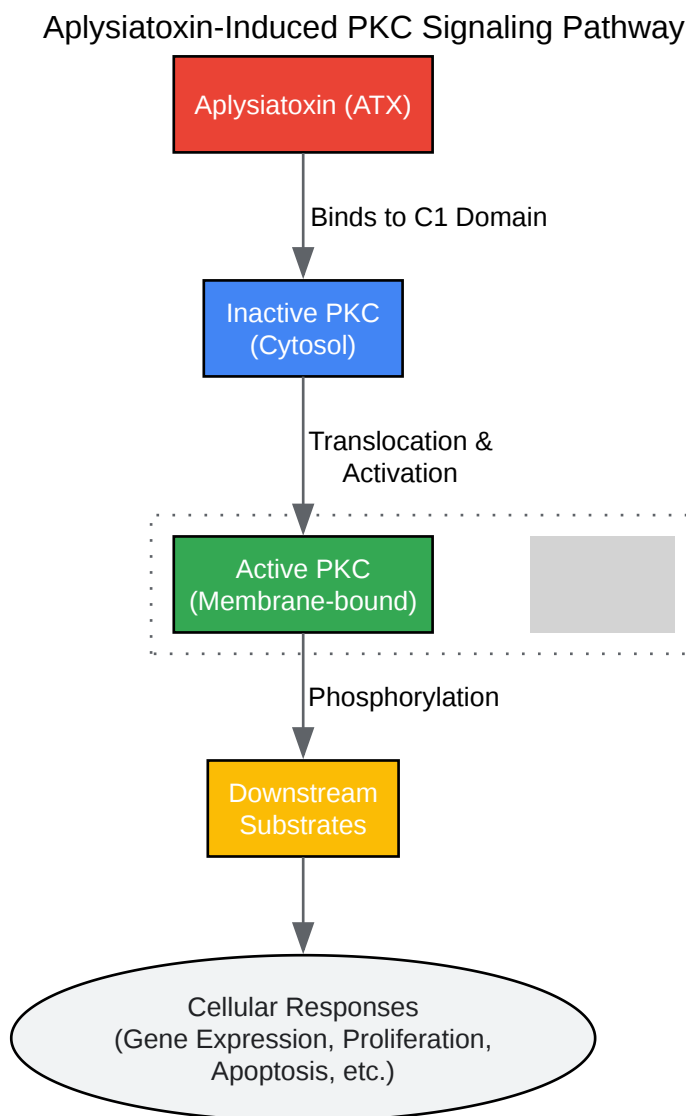 Aplysiatoxin-Induced PKC Signaling Pathway
Aplysiatoxin (ATX)
Binds to C1 Domain
Inactive PKC
(Cytosol)
Translocation &
Activation
Active PKC
(Membrane-bound)
Phosphorylation
Downstream
Substrates
Cellular Responses
(Gene Expression, Proliferation,
Apoptosis, etc.)